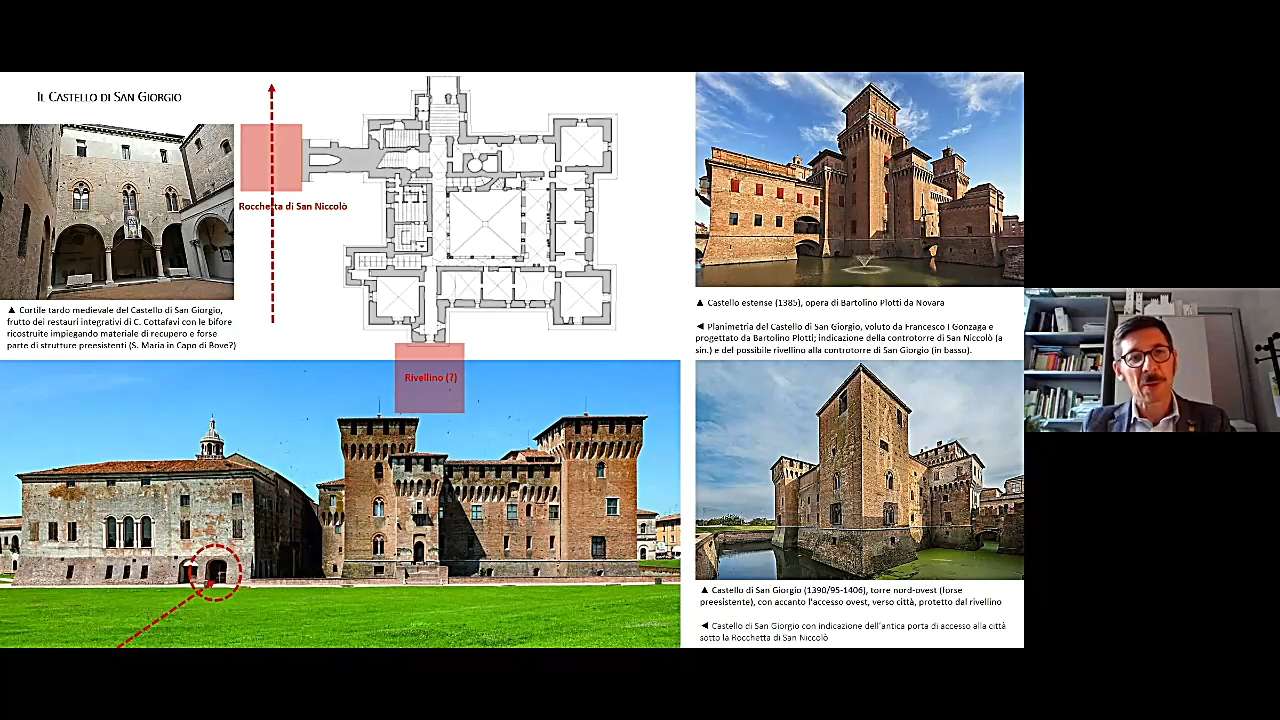 IL CASTELLO DI SAN GIORGIO
Rocchetta di San Niccolò
▲ Cortile tardo medievale del Castello di San Giorgio,
frutto dei restauri integrativi di C. Cottafavi con le bifore
ricostruite impiegando materiale di recupero e forse
parte di strutture preesistenti (S. Maria in Capo di Bove?)
Rivellino (?)
▲ Castello estense (1385), opera di Bartolino Plotti da Novara
◄ Planimetria del Castello di San Giorgio, voluto da Francesco I Gonzaga e
progettato da Bartolino Plotti; indicazione della controtorre di San Niccolò (a
sin.) e del possibile rivellino alla controtorre di San Giorgio (in basso).
▲ Castello di San Giorgio (1390/95-1406), torre nord-ovest (forse
preesistente), con accanto l'accesso ovest, verso città, protetto dal rivellino
◄ Castello di San Giorgio con indicazione dell'antica porta di accesso alla città
sotto la Rocchetta di San Niccolò